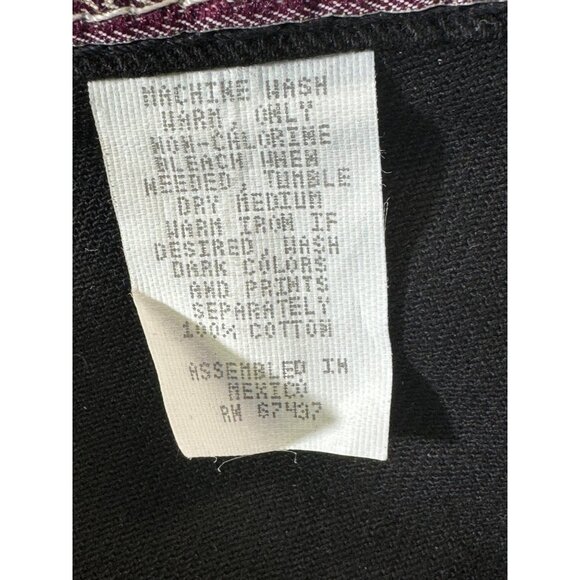 MACHINE WASH
WARM, ONLY
NON-CALORINE
BLEACH WHEN
NEEDED, TUMBLE
DRY MEDIUM
WARM IRON IF
DESIRED, WASH
DARK COLORS
AND PRINTS
SEPARATELY
100% COTTON
ASSEMBLED IN
MEXICO
RN 67437